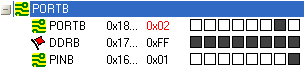 PORTB
PORTB 0x18... 0x02
DDRB 0x17... 0xFF
PINB 0x16... 0x01